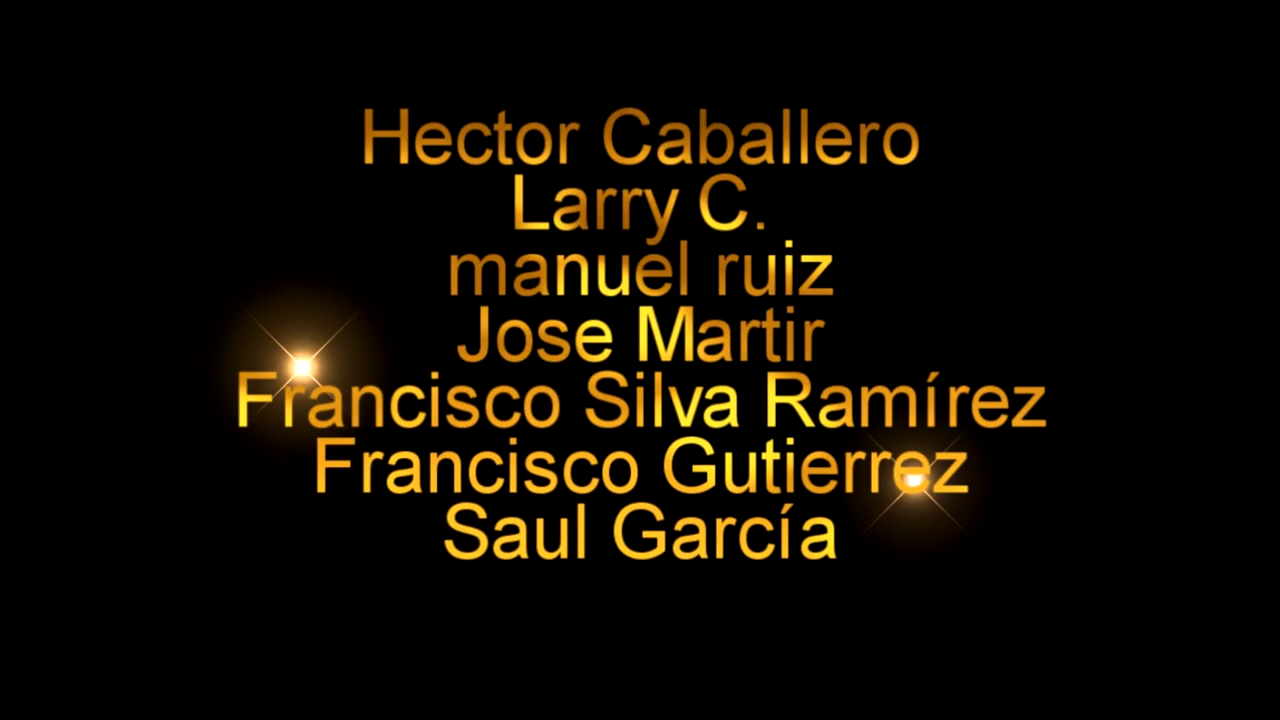 Hector Caballero
Larry C.
manuel ruiz
Jose Martir
Francisco Silva Ramírez
Francisco Gutierrez
Saul García